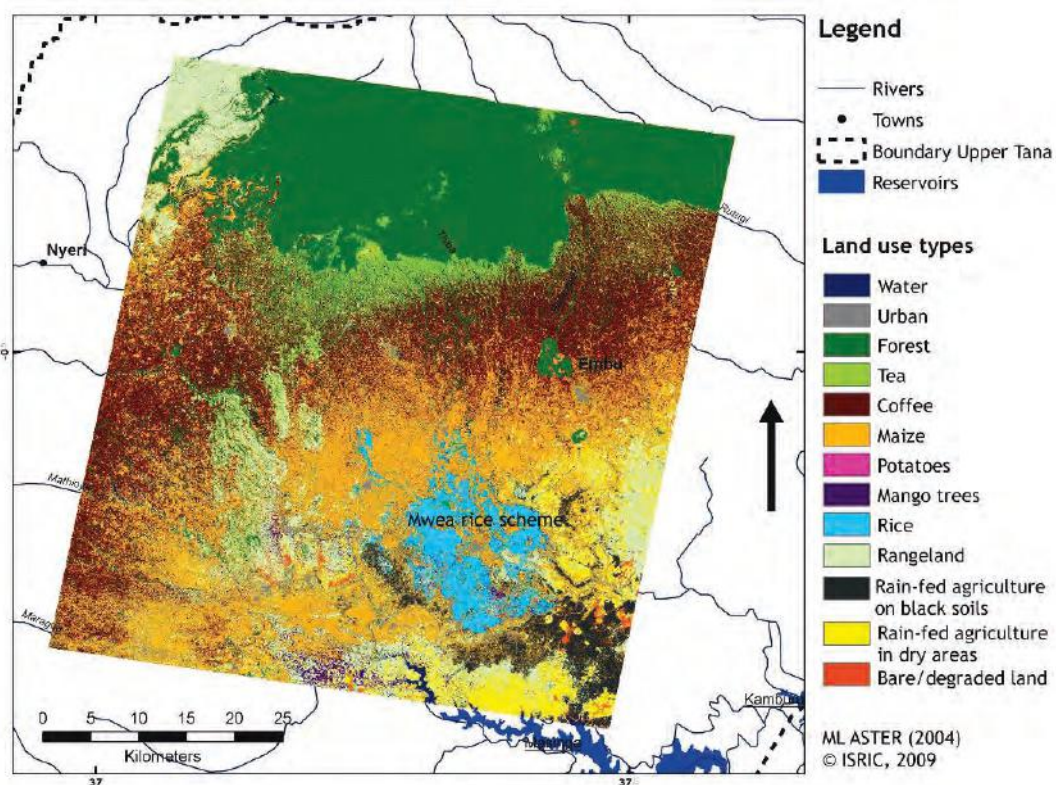 Nyeri
Rutugi
Thiba
-0°
Embu
Mathioya
Mwea rice scheme
Maragua
Masinga
0 5 10 15 20 25
Kilometers
37
37
Legend
Rivers
Towns
Boundary Upper Tana
Reservoirs
Land use types
Water
Urban
Forest
Tea
Coffee
Maize
Potatoes
Mango trees
Rice
Rangeland
Rain-fed agriculture
on black soils
Rain-fed agriculture
in dry areas
Bare/degraded land
ML ASTER (2004)
© ISRIC, 2009